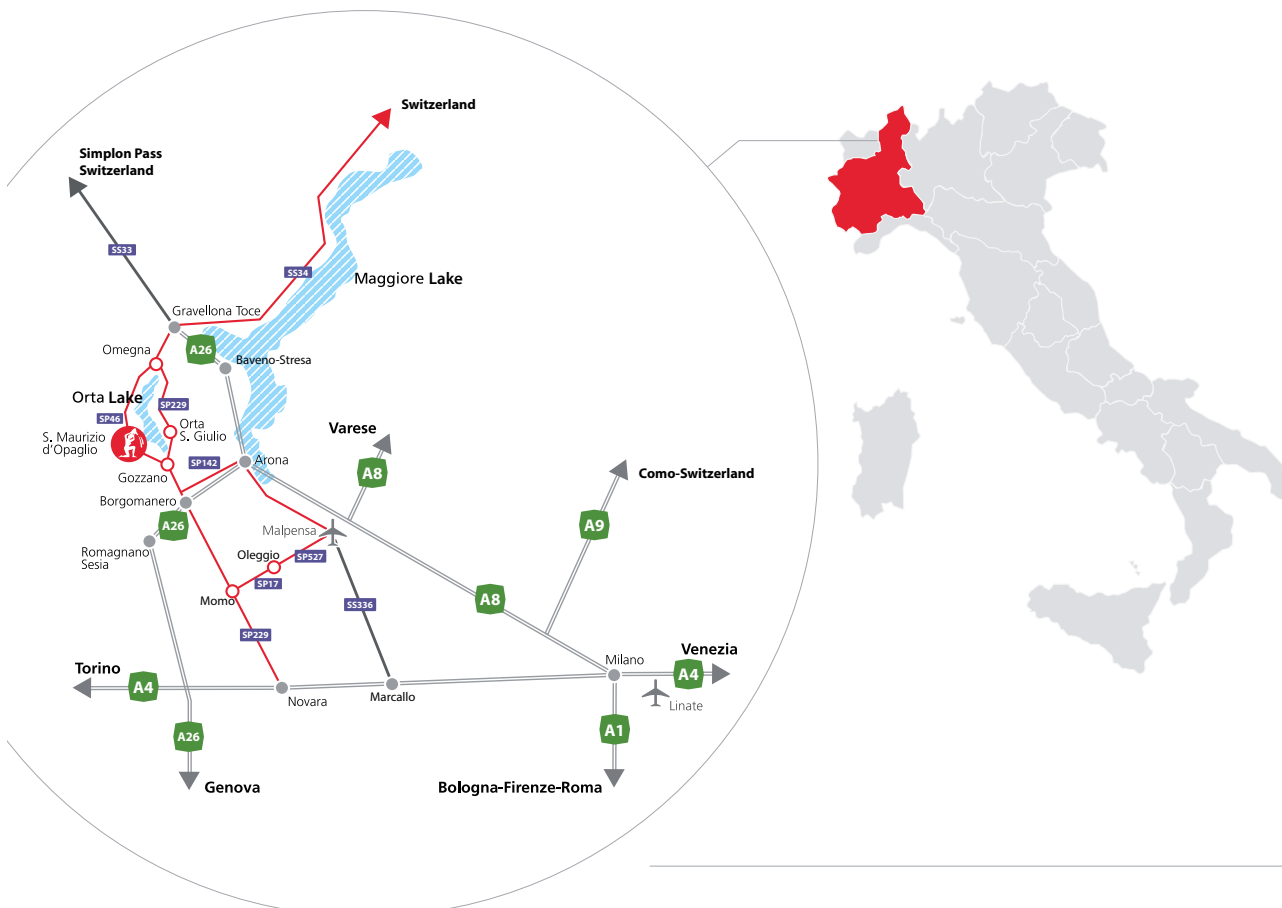 Switzerland
Simplon Pass
Switzerland
SS33
SS34
Maggiore Lake
Gravellona Toce
A26
Omegna
Baveno-Stresa
Orta Lake
SP229
SP46
Orta
S. Giulio
S. Maurizio
d'Opaglio
Varese
Gozzano
SP142
Arona
A8
Como-Switzerland
Borgomanero
A26
Malpensa
A9
Romagnano
Sesia
Oleggio
SP527
SP17
Momo
SS336
A8
SP229
Torino
A4
Novara
Marcallo
Milano
Venezia
A4
Linate
A26
A1
Genova
Bologna-Firenze-Roma